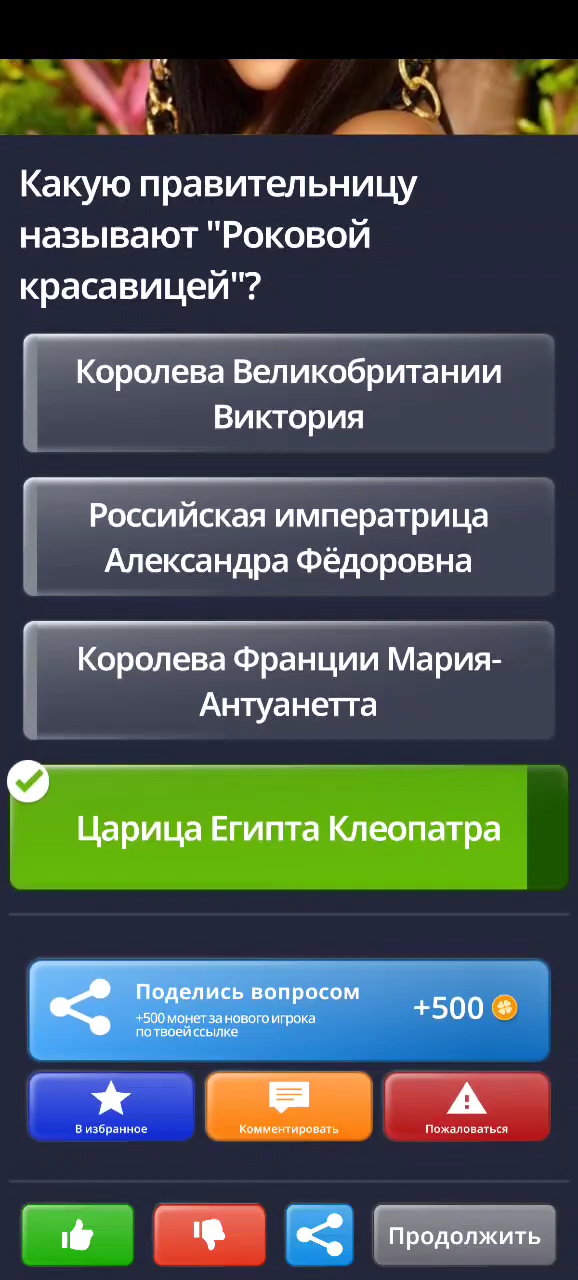 Какую правительницу
называют "Роковой
красавицей"?
Королева Великобритании
Виктория
Российская императрица
Александра Фёдоровна
Королева Франции Мария-
Антуанетта
Царица Египта Клеопатра
Поделись вопросом
+500 монет за нового игрока
по твоей ссылке
+500
В избранное
Комментировать
Пожаловаться
Продолжить